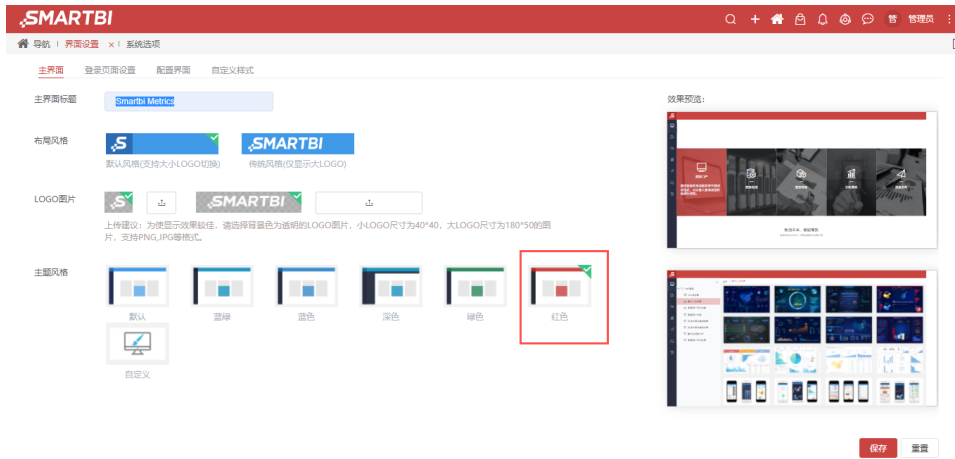 SMARTBI
管 管理员
导航 界面设置 × 系统选项
主界面 登录页面设置 配置界面 自定义样式
主界面标题 Smartbi Metrics
效果预览：
布局风格
S SMARTBI
默认风格(支持大小LOGO切换) 传统风格(仅显示大LOGO)
LOGO图片 S SMARTBI
上传建议：为使显示效果较佳，请选择背景色为透明的LOGO图片，小LOGO尺寸为40*40，大LOGO尺寸为180*50的图
片，支持PNG,JPG等格式。
主题风格
默认 蓝绿 蓝色 深色 绿色 红色
自定义
保存 重置